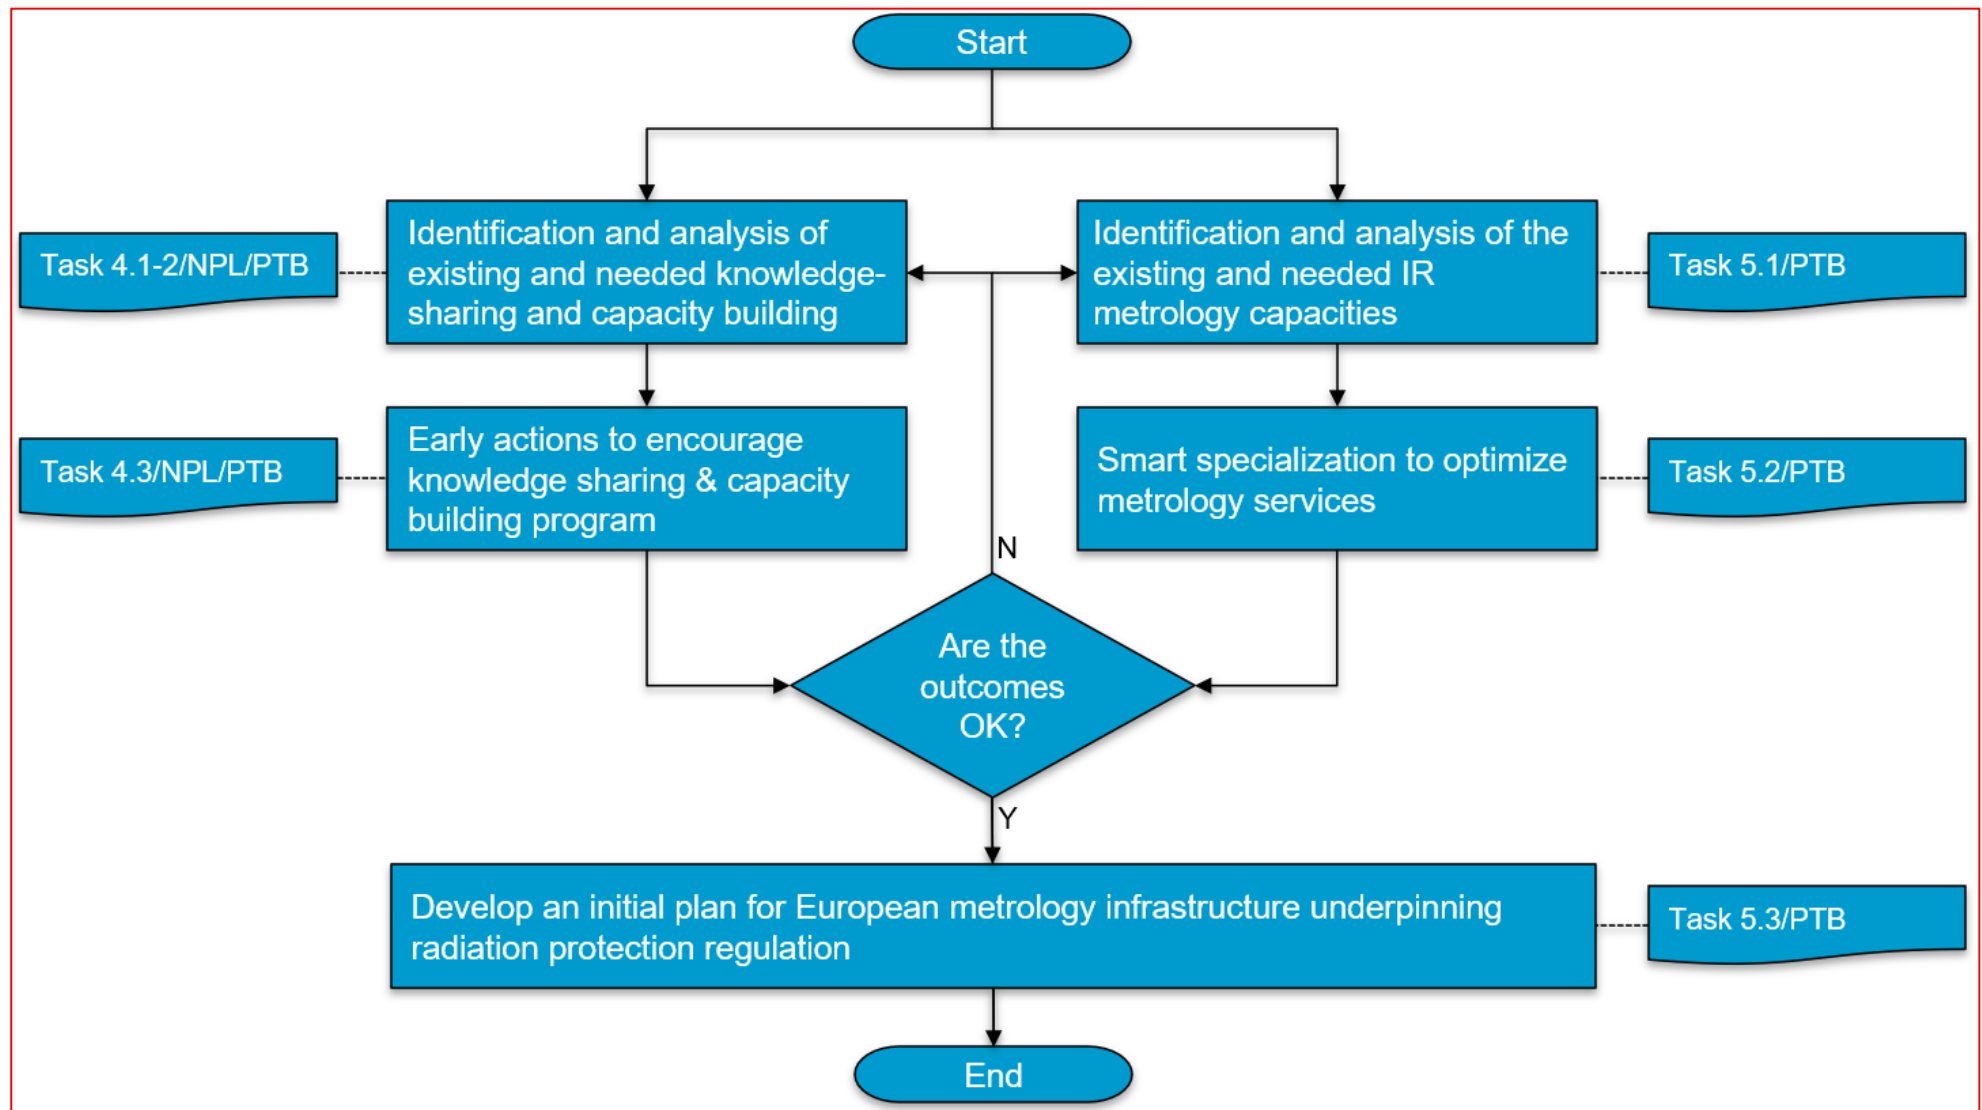 Start
Task 4.1-2/NPL/PTB
Identification and analysis of
existing and needed knowledge-
sharing and capacity building
Identification and analysis of the
existing and needed IR
metrology capacities
Task 5.1/PTB
Task 4.3/NPL/PTB
Early actions to encourage
knowledge sharing & capacity
building program
Smart specialization to optimize
metrology services
Task 5.2/PTB
N
Are the
outcomes
OK?
Y
Develop an initial plan for European metrology infrastructure underpinning
radiation protection regulation
Task 5.3/PTB
End